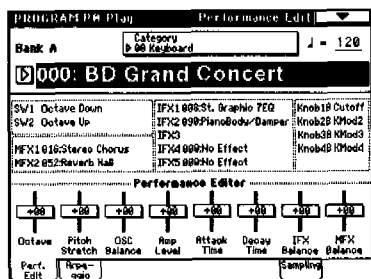 PROGRAM P0: Play Performance Edit
Bank A
Category
00 Keyboard
♩ = 120
000: BD Grand Concert
SW1 Octave Down
SW2 Octave Up
MFX1 016:Stereo Chorus
MFX2 052:Reverb Hall
IFX1 008:St. Graphic 7EQ
IFX2 090:PianoBody/Damper
IFX3
IFX4 000:No Effect
IFX5 000:No Effect
Knob1B Cutoff
Knob2B KMod2
Knob3B KMod3
Knob4B KMod4
Performance Editor
+00 +00 +00 +00 +00 +00 +00 +00
Octave Pitch Stretch OSC Balance Amp Level Attack Time Decay Time IFX Balance MFX Balance
Perf. Edit Arpe-ggio Sampling